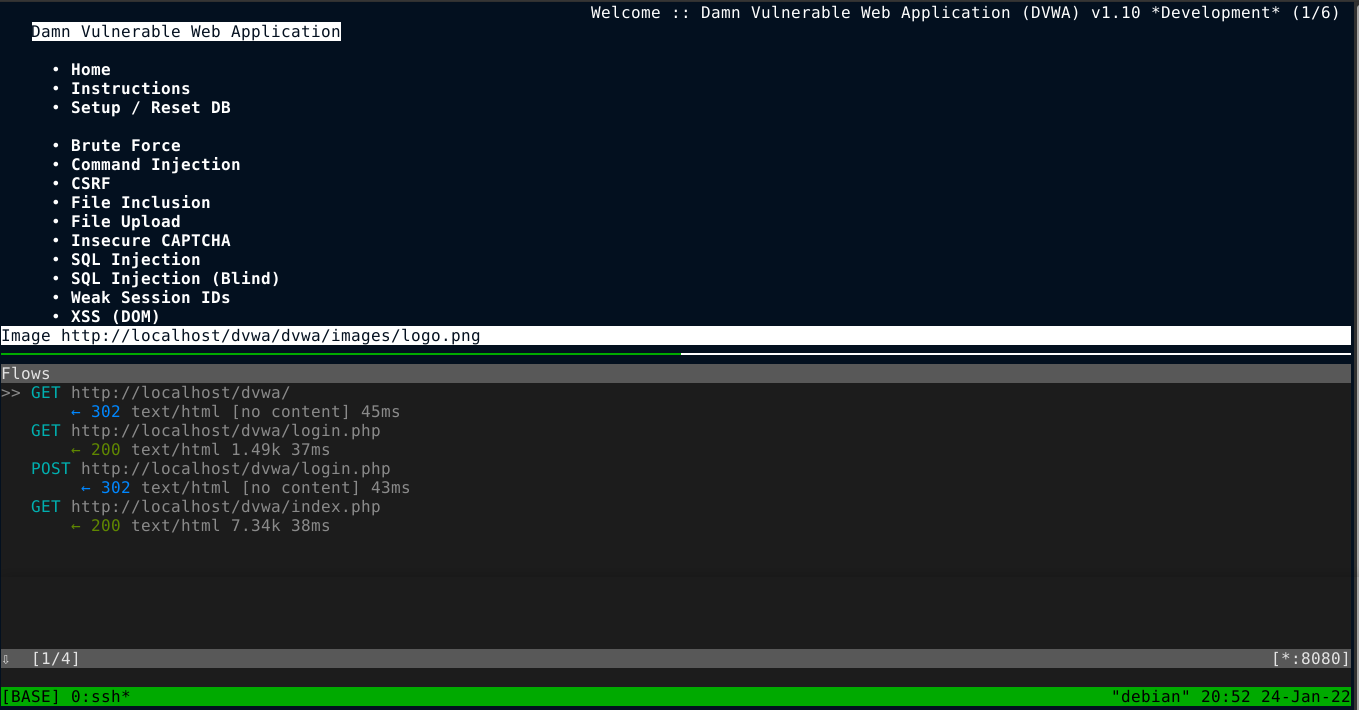 Welcome :: Damn Vulnerable Web Application (DVWA) v1.10 *Development* (1/6)
Damn Vulnerable Web Application
• Home
• Instructions
• Setup / Reset DB
• Brute Force
• Command Injection
• CSRF
• File Inclusion
• File Upload
• Insecure CAPTCHA
• SQL Injection
• SQL Injection (Blind)
• Weak Session IDs
• XSS (DOM)
Image http://localhost/dvwa/dvwa/images/logo.png
Flows
>> GET http://localhost/dvwa/
← 302 text/html [no content] 45ms
GET http://localhost/dvwa/login.php
← 200 text/html 1.49k 37ms
POST http://localhost/dvwa/login.php
← 302 text/html [no content] 43ms
GET http://localhost/dvwa/index.php
← 200 text/html 7.34k 38ms
⇩ [1/4] [*:8080]
[BASE] 0:ssh* "debian" 20:52 24-Jan-22